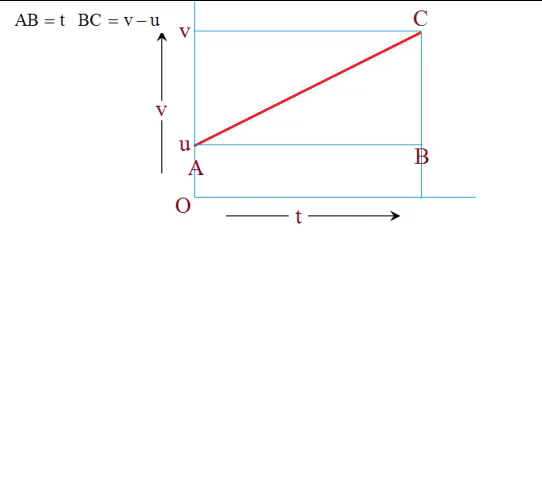 AB = t BC = v – u
C
v
v
u
B
A
O
t